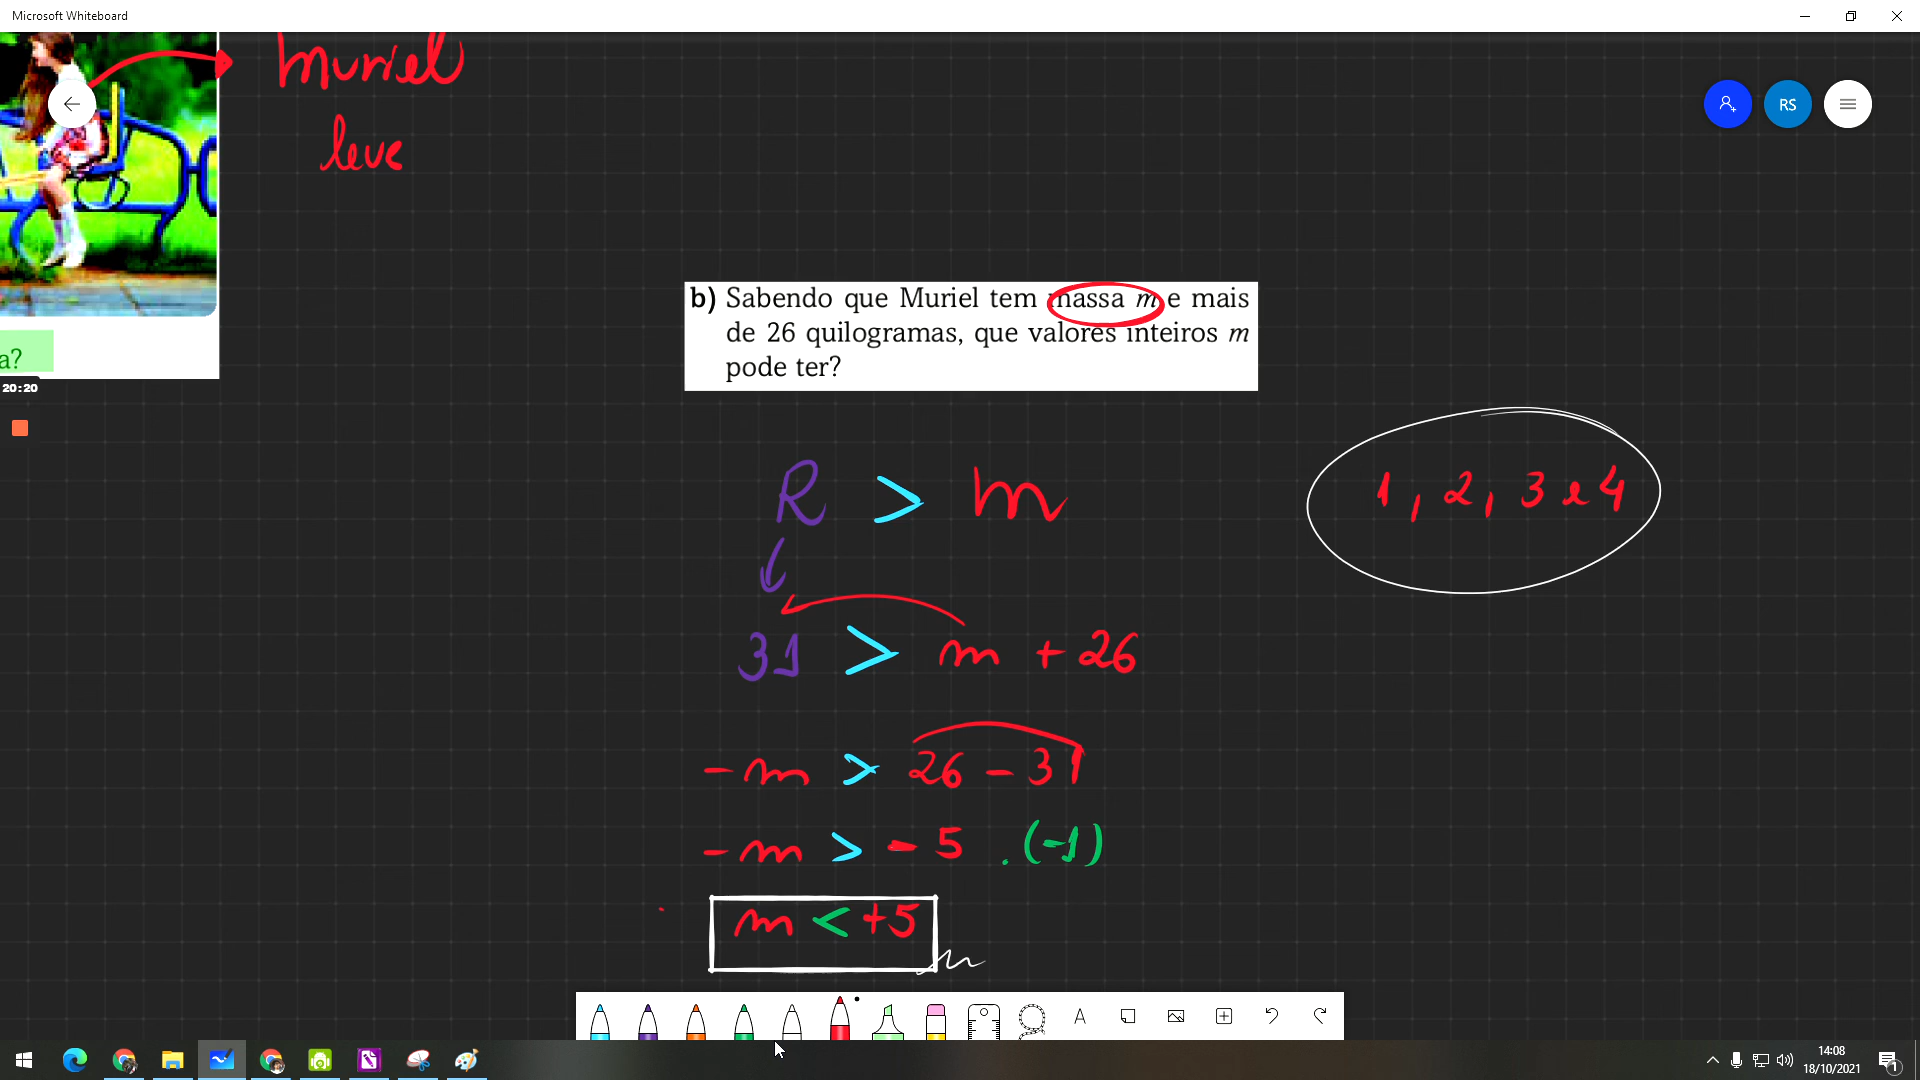 Microsoft Whiteboard
Muriel
leve
RS
b) Sabendo que Muriel tem massa m e mais
de 26 quilogramas, que valores inteiros m
pode ter?
a?
20:20
R > m
1, 2, 3 e 4
31 > m + 26
-m > 26 - 31
-m > -5 .(-1)
m < +5
m
A
14:08
18/10/2021
1